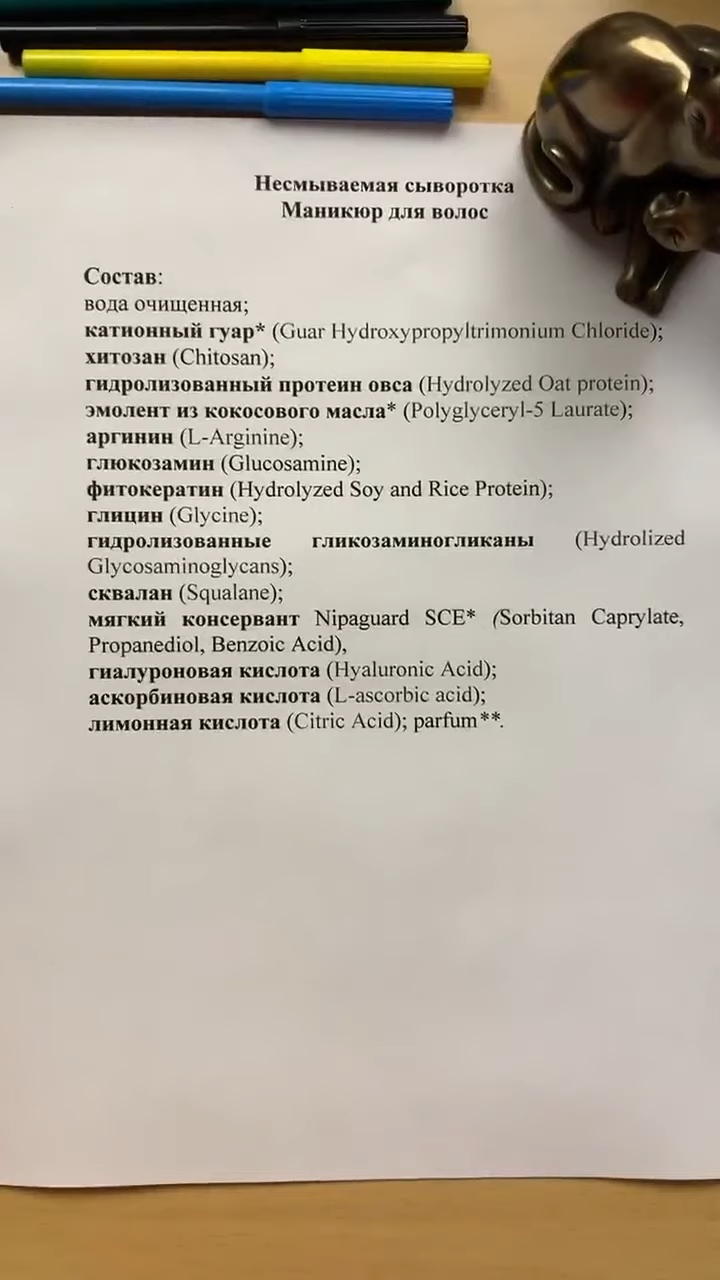 Несмываемая сыворотка
Маникюр для волос
Состав:
вода очищенная;
катионный гуар* (Guar Hydroxypropyltrimonium Chloride);
хитозан (Chitosan);
гидролизованный протеин овса (Hydrolyzed Oat protein);
эмолент из кокосового масла* (Polyglyceryl-5 Laurate);
аргинин (L-Arginine);
глюкозамин (Glucosamine);
фитокератин (Hydrolyzed Soy and Rice Protein);
глицин (Glycine);
гидролизованные гликозаминогликаны (Hydrolized
Glycosaminoglycans);
сквалан (Squalane);
мягкий консервант Nipaguard SCE* (Sorbitan Caprylate,
Propanediol, Benzoic Acid),
гиалуроновая кислота (Hyaluronic Acid);
аскорбиновая кислота (L-ascorbic acid);
лимонная кислота (Citric Acid); parfum**.